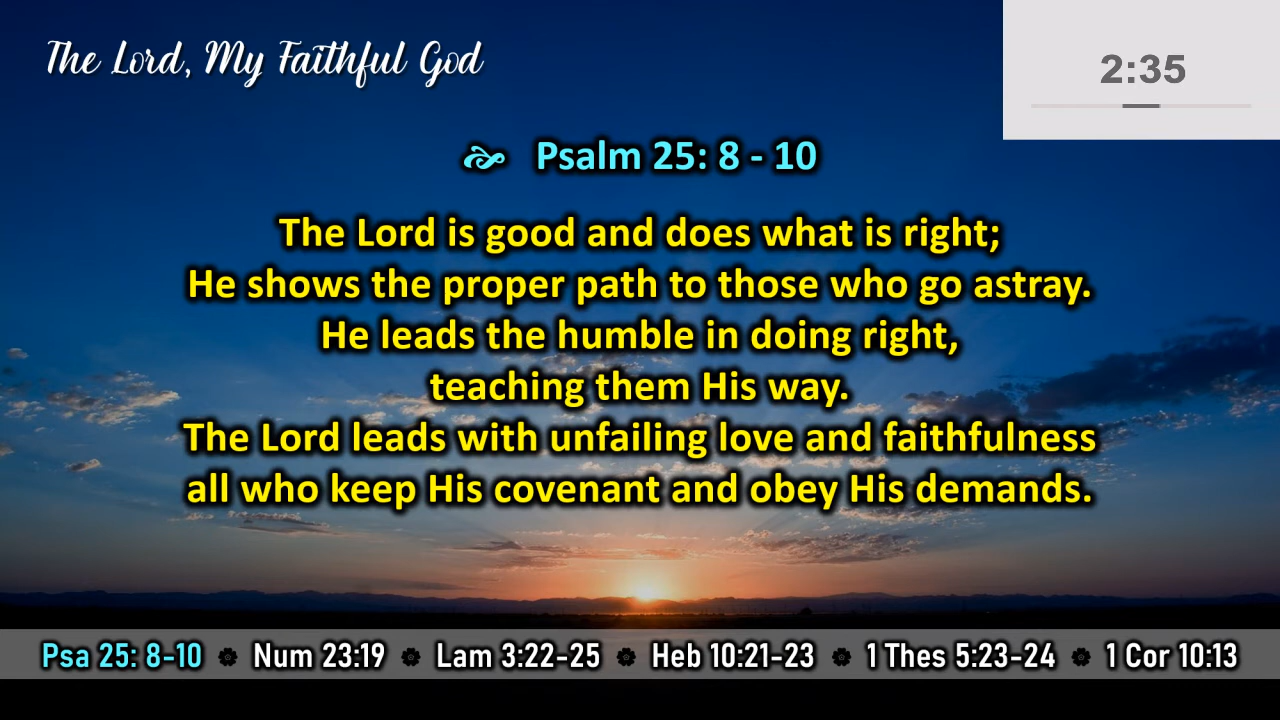 The Lord, My Faithful God
2:35
Psalm 25: 8 - 10
The Lord is good and does what is right;
He shows the proper path to those who go astray.
He leads the humble in doing right,
teaching them His way.
The Lord leads with unfailing love and faithfulness
all who keep His covenant and obey His demands.
Psa 25: 8-10 Num 23:19 Lam 3:22-25 Heb 10:21-23 1 Thes 5:23-24 1 Cor 10:13